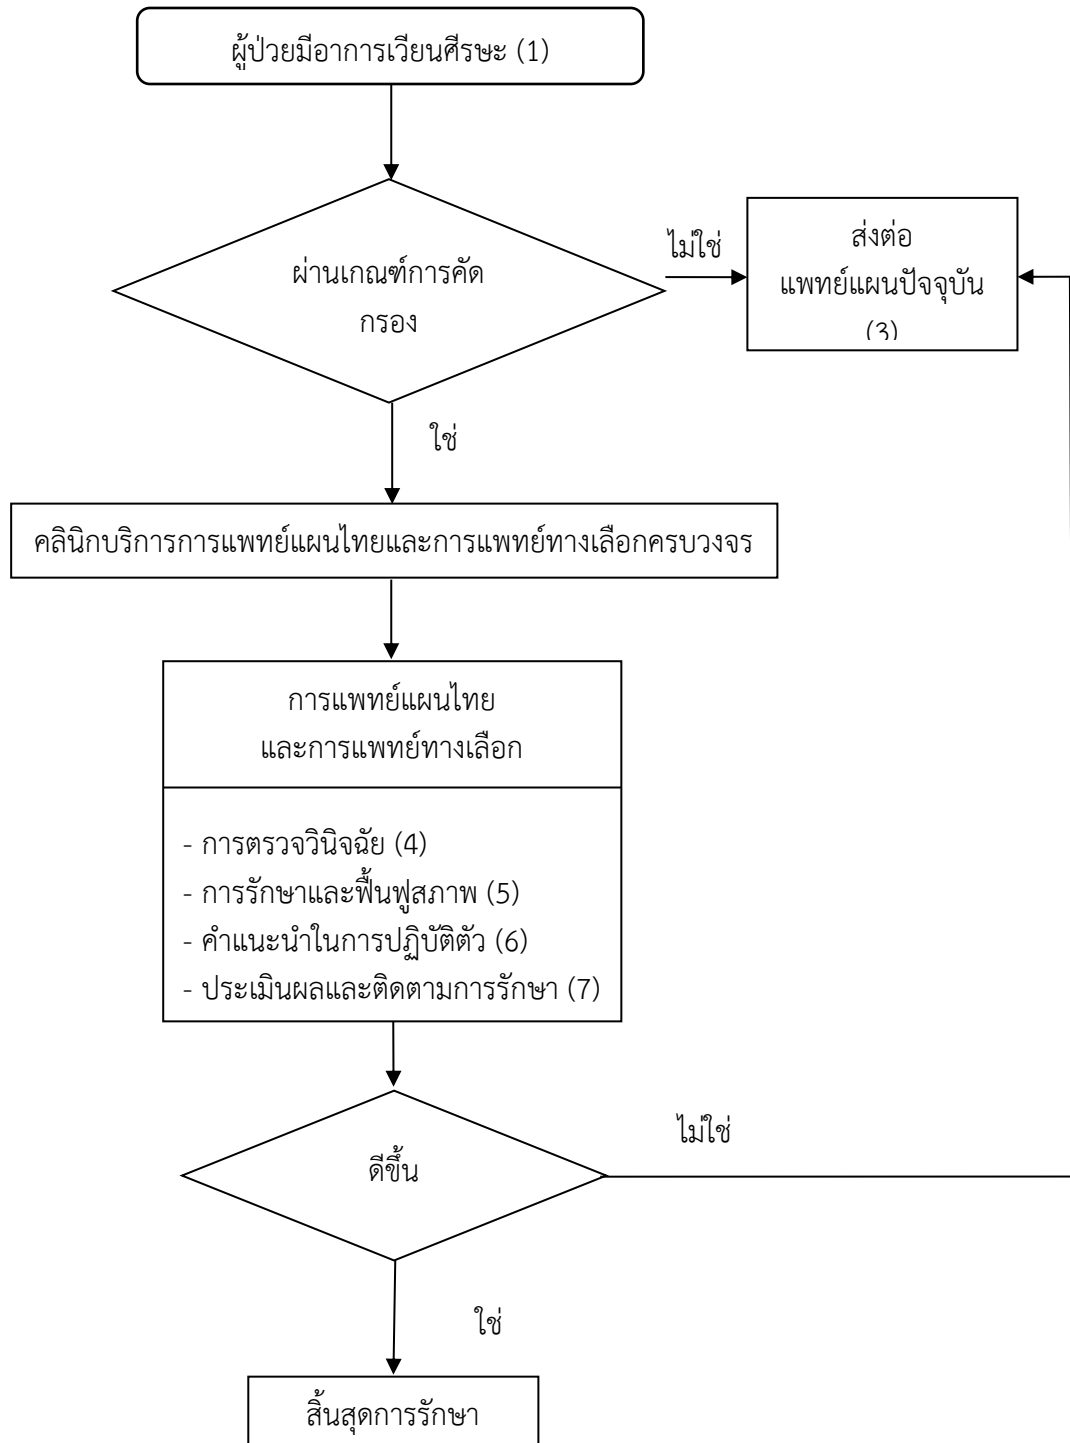 ผู้ป่วยมีอาการเวียนศีรษะ (1)
ผ่านเกณฑ์การคัด
กรอง
ไม่ใช่
ส่งต่อ
แพทย์แผนปัจจุบัน
(3)
ใช่
คลินิกบริการการแพทย์แผนไทยและการแพทย์ทางเลือกครบวงจร
การแพทย์แผนไทย
และการแพทย์ทางเลือก
- การตรวจวินิจฉัย (4)
- การรักษาและฟื้นฟูสภาพ (5)
- คำแนะนำในการปฏิบัติตัว (6)
- ประเมินผลและติดตามการรักษา (7)
ดีขึ้น
ไม่ใช่
ใช่
สิ้นสุดการรักษา